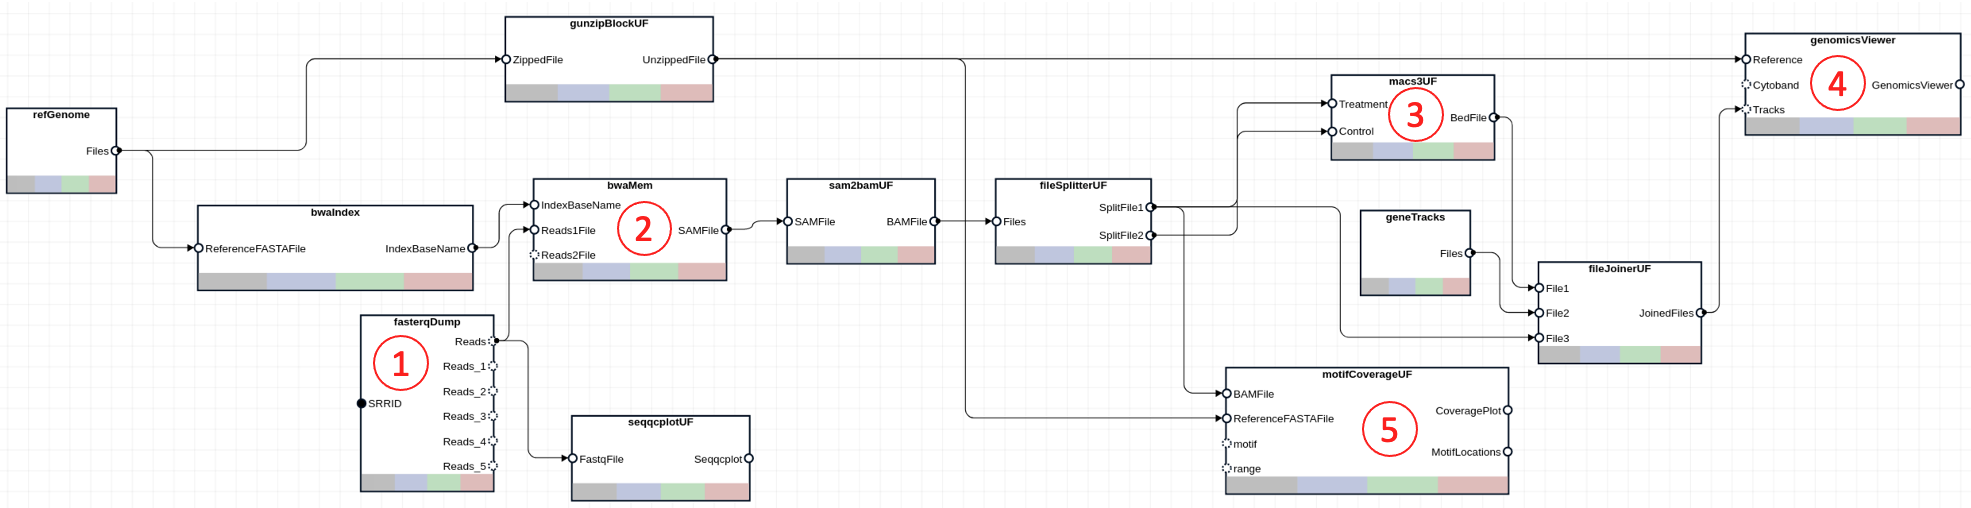 gunzipBlockUF
ZippedFile
UnzippedFile
refGenome
Files
bwaIndex
ReferenceFASTAFile
IndexBaseName
fasterqDump
Reads
Reads_1
Reads_2
Reads_3
Reads_4
Reads_5
SRRID
1
bwaMem
IndexBaseName
Reads1File
Reads2File
SAMFile
2
seqqcplotUF
FastqFile
Seqqcplot
sam2bamUF
SAMFile
BAMFile
fileSplitterUF
Files
SplitFile1
SplitFile2
macs3UF
Treatment
Control
BedFile
3
geneTracks
Files
fileJoinerUF
File1
File2
File3
JoinedFiles
motifCoverageUF
BAMFile
ReferenceFASTAFile
motif
range
CoveragePlot
MotifLocations
5
genomicsViewer
Reference
Cytoband
Tracks
GenomicsViewer
4